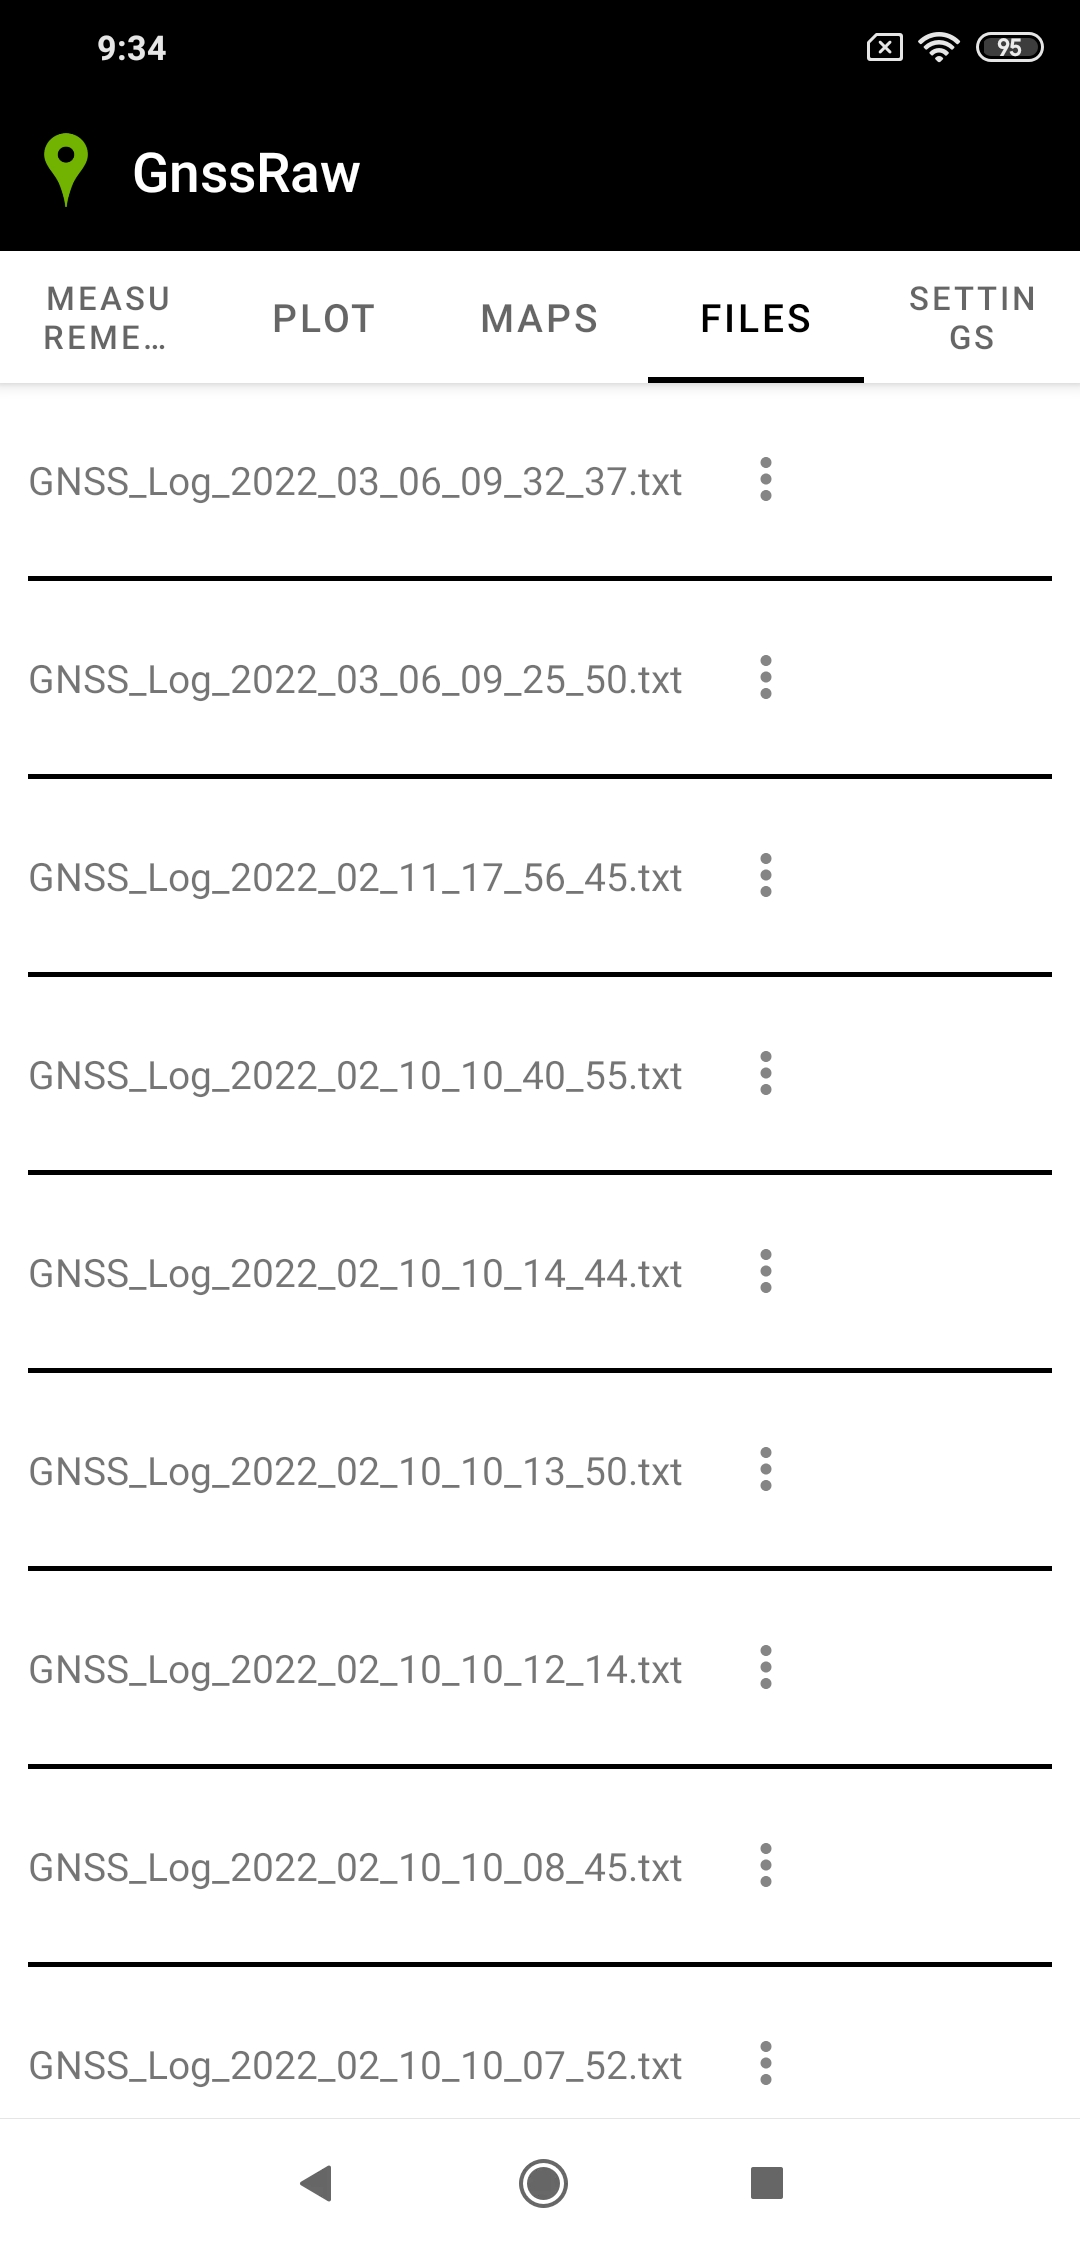 9:34
95
GnssRaw
MEASU
REME…
PLOT
MAPS
FILES
SETTIN
GS
GNSS_Log_2022_03_06_09_32_37.txt
GNSS_Log_2022_03_06_09_25_50.txt
GNSS_Log_2022_02_11_17_56_45.txt
GNSS_Log_2022_02_10_10_40_55.txt
GNSS_Log_2022_02_10_10_14_44.txt
GNSS_Log_2022_02_10_10_13_50.txt
GNSS_Log_2022_02_10_10_12_14.txt
GNSS_Log_2022_02_10_10_08_45.txt
GNSS_Log_2022_02_10_10_07_52.txt